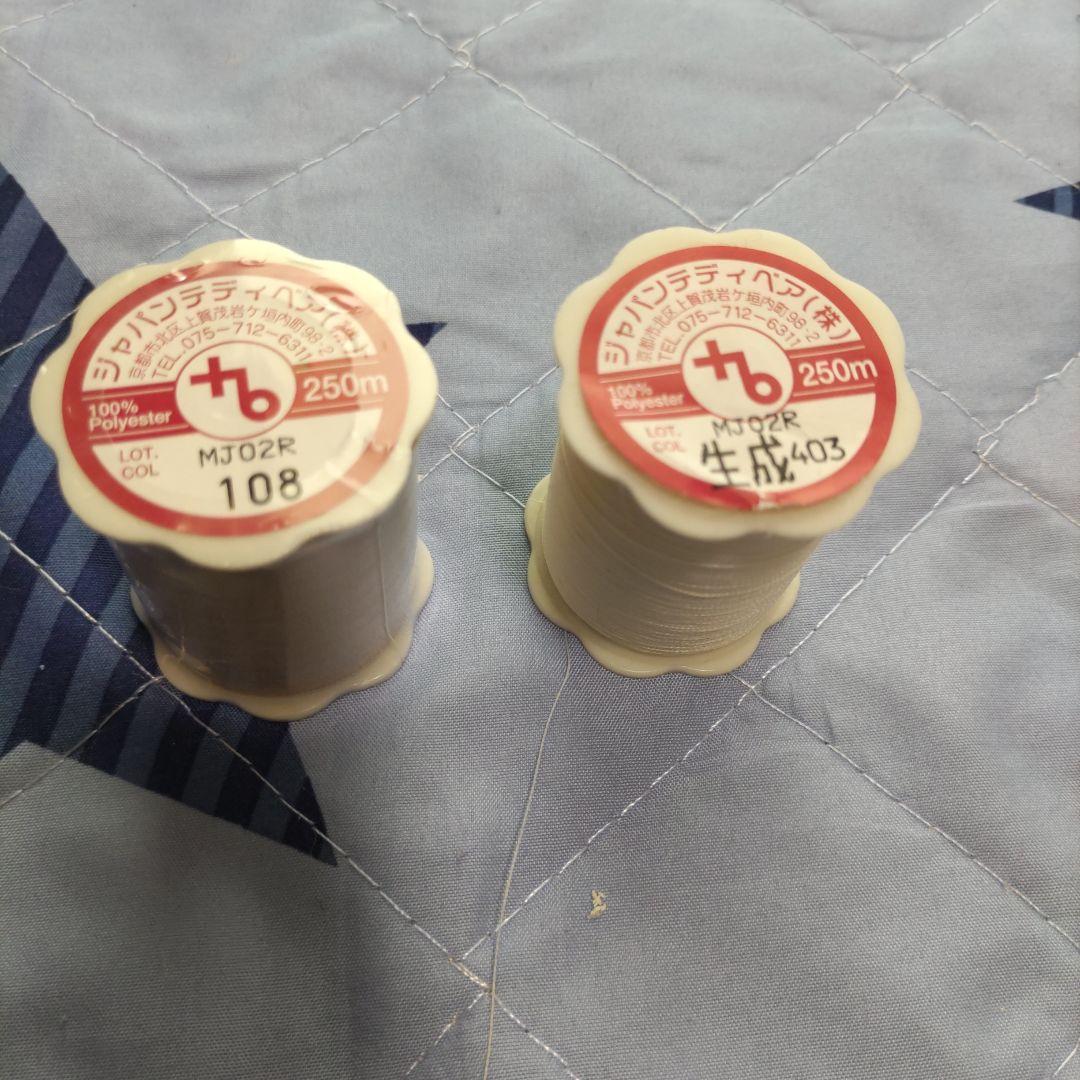 ジャパンテディベア(株)
京都市北区上賀茂岩ケ垣内町98-2
TEL.075-712-6311
250m
100%
Polyester
LOT. MJ02R
COL 108
ジャパンテディベア(株)
京都市北区上賀茂岩ケ垣内町98-2
TEL.075-712-6311
250m
100%
Polyester
LOT. MJ02R
COL 生成403